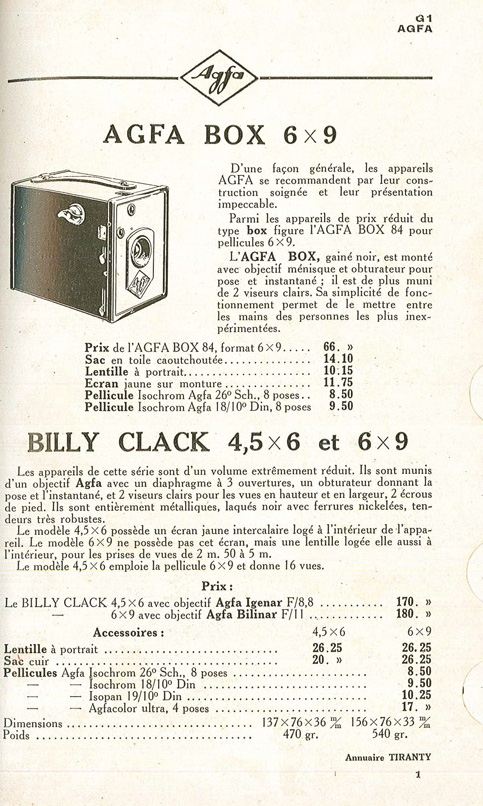 G1
AGFA
Agfa
AGFA BOX 6×9
D'une façon générale, les appareils
AGFA se recommandent par leur cons-
truction soignée et leur présentation
impeccable.
Parmi les appareils de prix réduit du
type box figure l'AGFA BOX 84 pour
pellicules 6×9.
L'AGFA BOX, gainé noir, est monté
avec objectif ménisque et obturateur pour
pose et instantané ; il est de plus muni
de 2 viseurs clairs. Sa simplicité de fonc-
tionnement permet de le mettre entre
les mains des personnes les plus inex-
périmentées.
Prix de l'AGFA BOX 84, format 6×9..... 66. »
Sac en toile caoutchoutée............... 14.10
Lentille à portrait...................... 10.15
Ecran jaune sur monture............... 11.75
Pellicule Isochrom Agfa 26º Sch., 8 poses.. 8.50
Pellicule Isochrom Agfa 18/10º Din, 8 poses 9.50
BILLY CLACK 4,5×6 et 6×9
Les appareils de cette série sont d'un volume extrêmement réduit. Ils sont munis
d'un objectif Agfa avec un diaphragme à 3 ouvertures, un obturateur donnant la
pose et l'instantané, et 2 viseurs clairs pour les vues en hauteur et en largeur, 2 écrous
de pied. Ils sont entièrement métalliques, laqués noir avec ferrures nickelées, ten-
deurs très robustes.
Le modèle 4,5×6 possède un écran jaune intercalaire logé à l'intérieur de l'appa-
reil. Le modèle 6×9 ne possède pas cet écran, mais une lentille logée elle aussi à
l'intérieur, pour les prises de vues de 2 m. 50 à 5 m.
Le modèle 4,5×6 emploie la pellicule 6×9 et donne 16 vues.
Prix :
Le BILLY CLACK 4,5×6 avec objectif Agfa Igenar F/8,8 ........... 170. »
— 6×9 avec objectif Agfa Bilinar F/11 ............ 180. »
Accessoires : 4,5×6 6×9
Lentille à portrait .............................. 26.25 26.25
Sac cuir ........................................ 20. » 26.25
Pellicules Agfa Isochrom 26º Sch., 8 poses ........................ 8.50
— — Isochrom 18/10º Din ............................ 9.50
— — Isopan 19/10º Din .............................. 10.25
— — Agfacolor ultra, 4 poses ........................ 17. »
Dimensions ................................ 137×76×36 m/m 156×76×33 m/m
Poids ..................................... 470 gr. 540 gr.
Annuaire TIRANTY
1